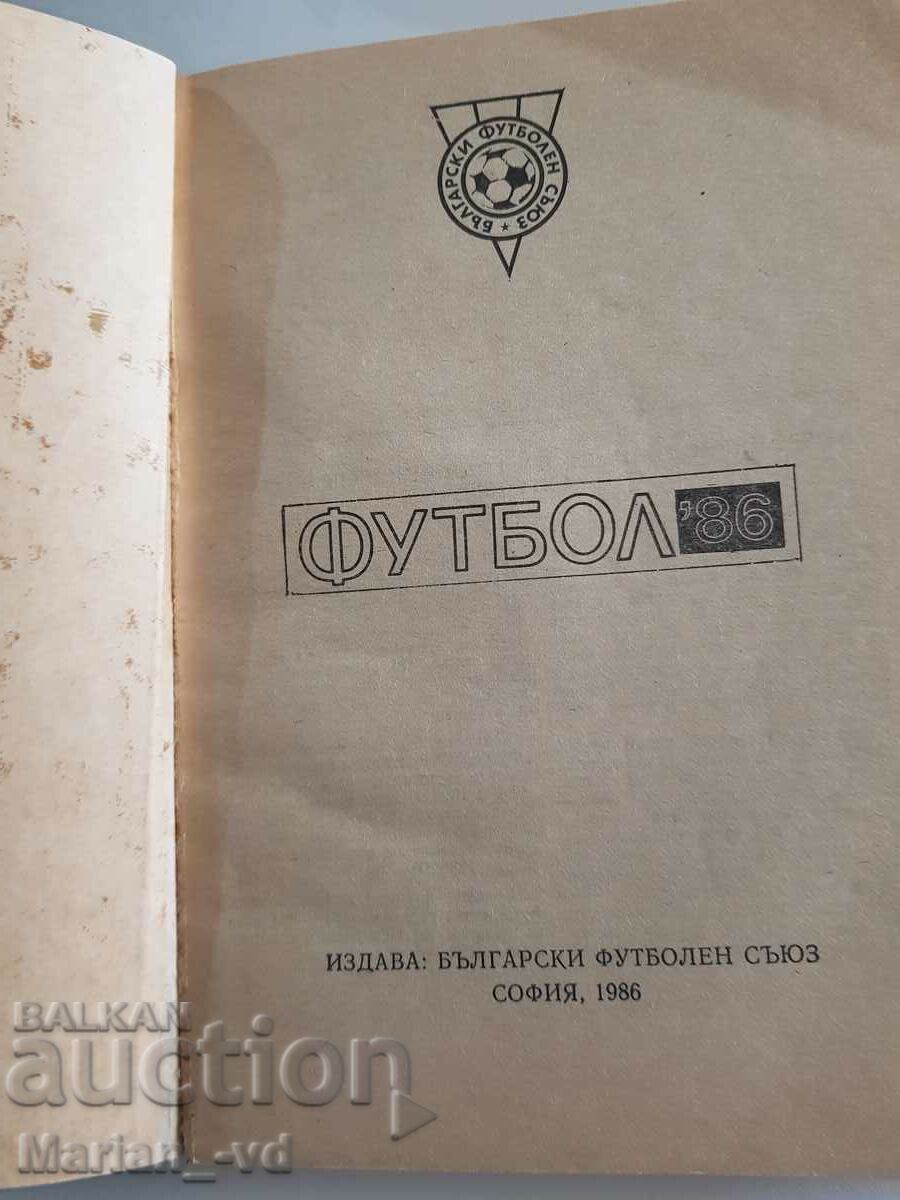 БЪЛГАРСКИ ФУТБОЛЕН СЪЮЗ
ФУТБОЛ '86
ИЗДАВА: БЪЛГАРСКИ ФУТБОЛЕН СЪЮЗ
СОФИЯ, 1986
BALKAN
auction
Marian_-vd